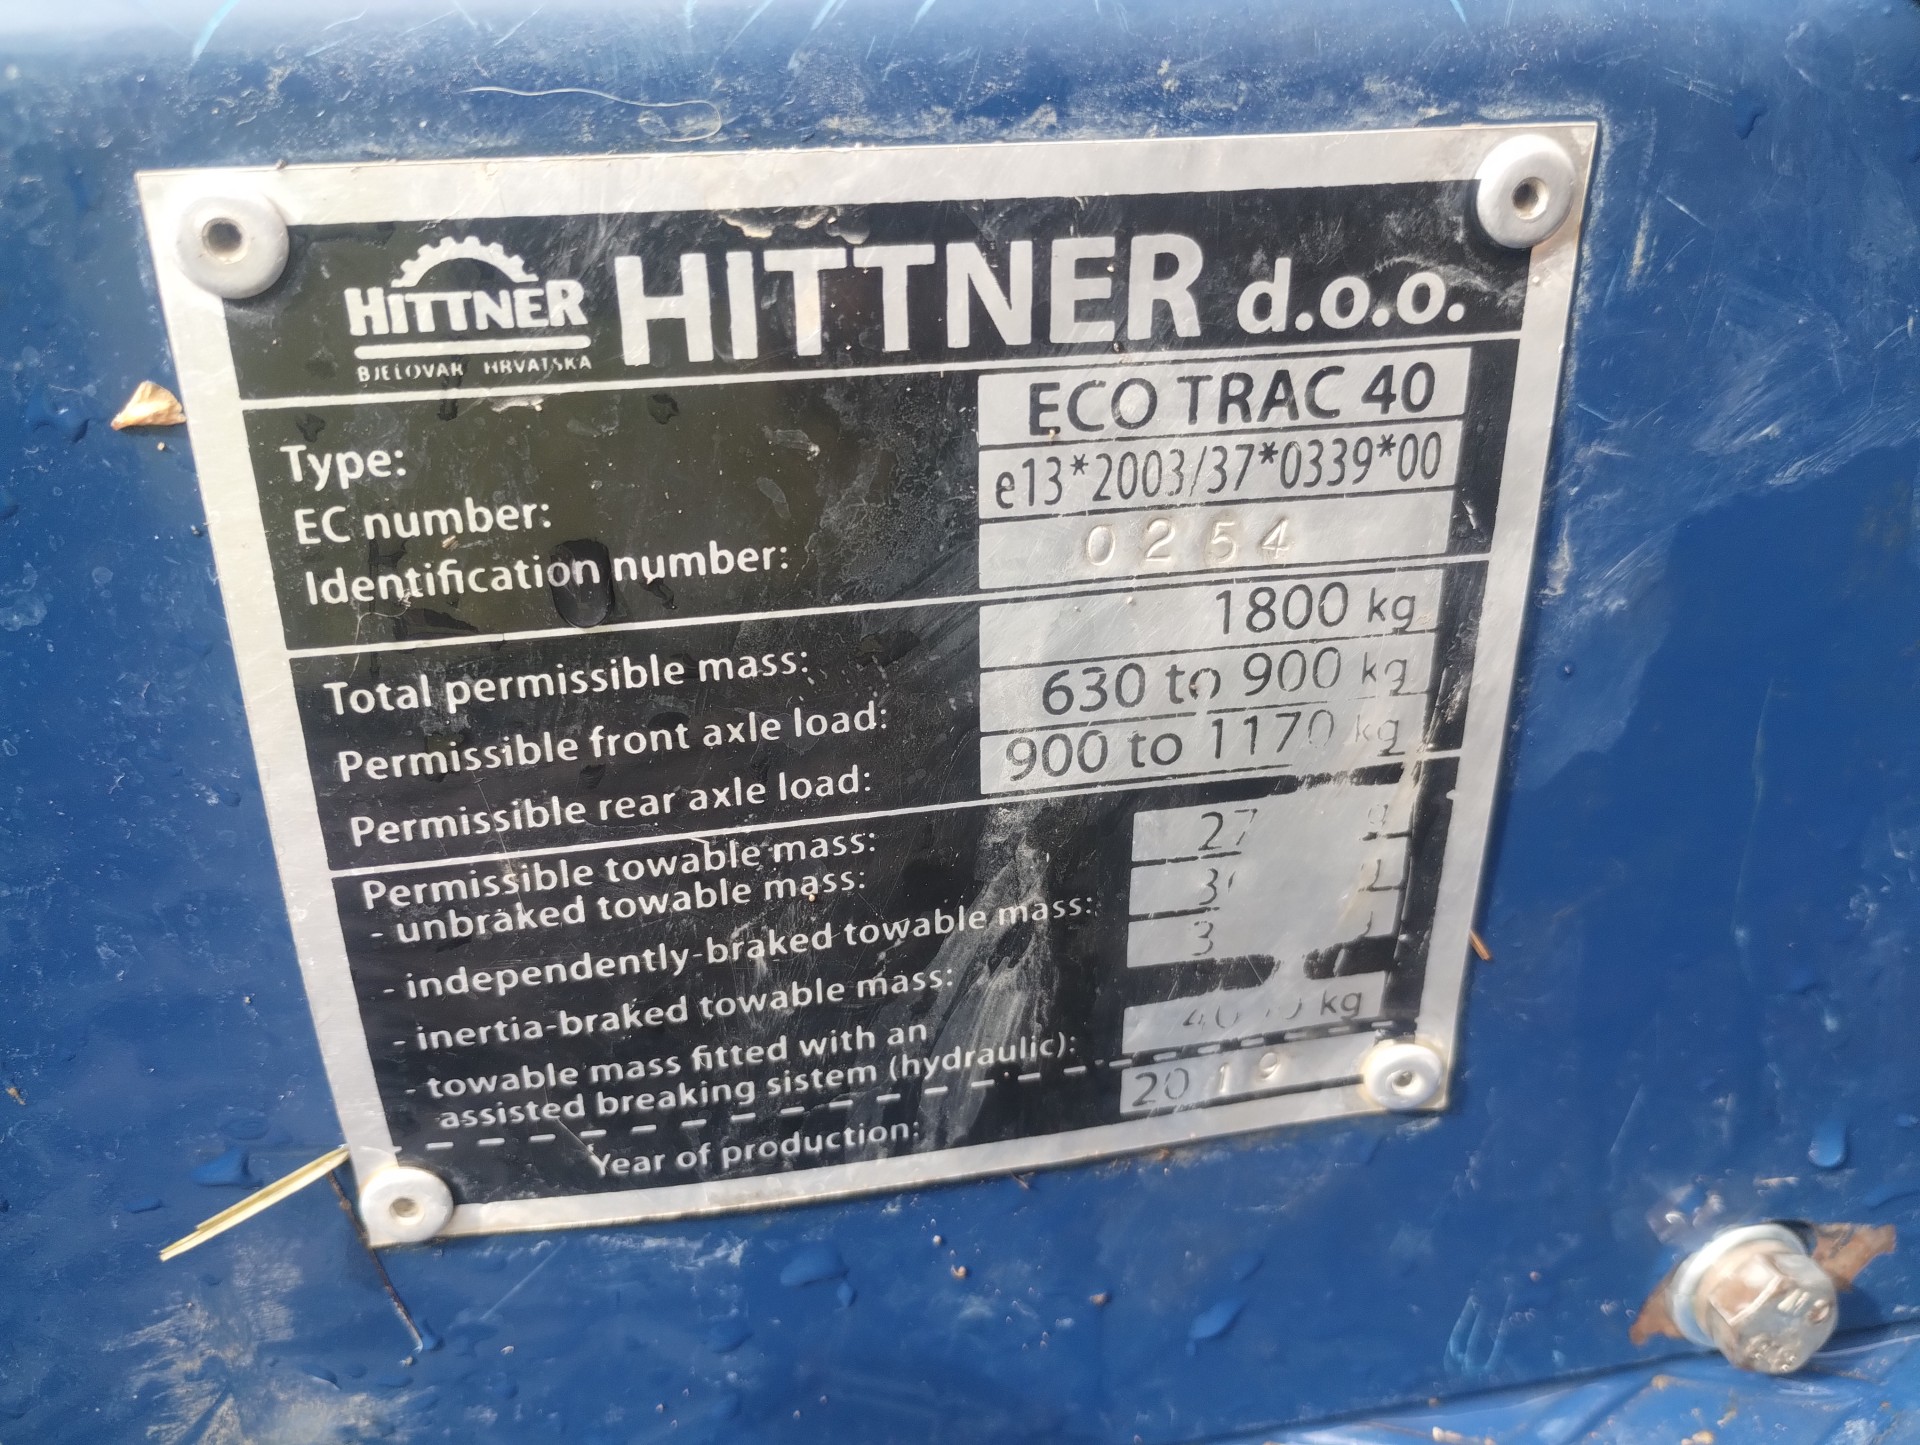 HITTNER
BJELOVAR HRVATSKA
HITTNER d.o.o.
Type: ECO TRAC 40
EC number: e13*2003/37*0339*00
Identification number: 0254
Total permissible mass: 1800 kg
Permissible front axle load: 630 to 900 kg
Permissible rear axle load: 900 to 1170 kg
Permissible towable mass:
- unbraked towable mass:
- independently-braked towable mass:
- inertia-braked towable mass:
- towable mass fitted with an
assisted breaking sistem (hydraulic): kg
Year of production: 2019